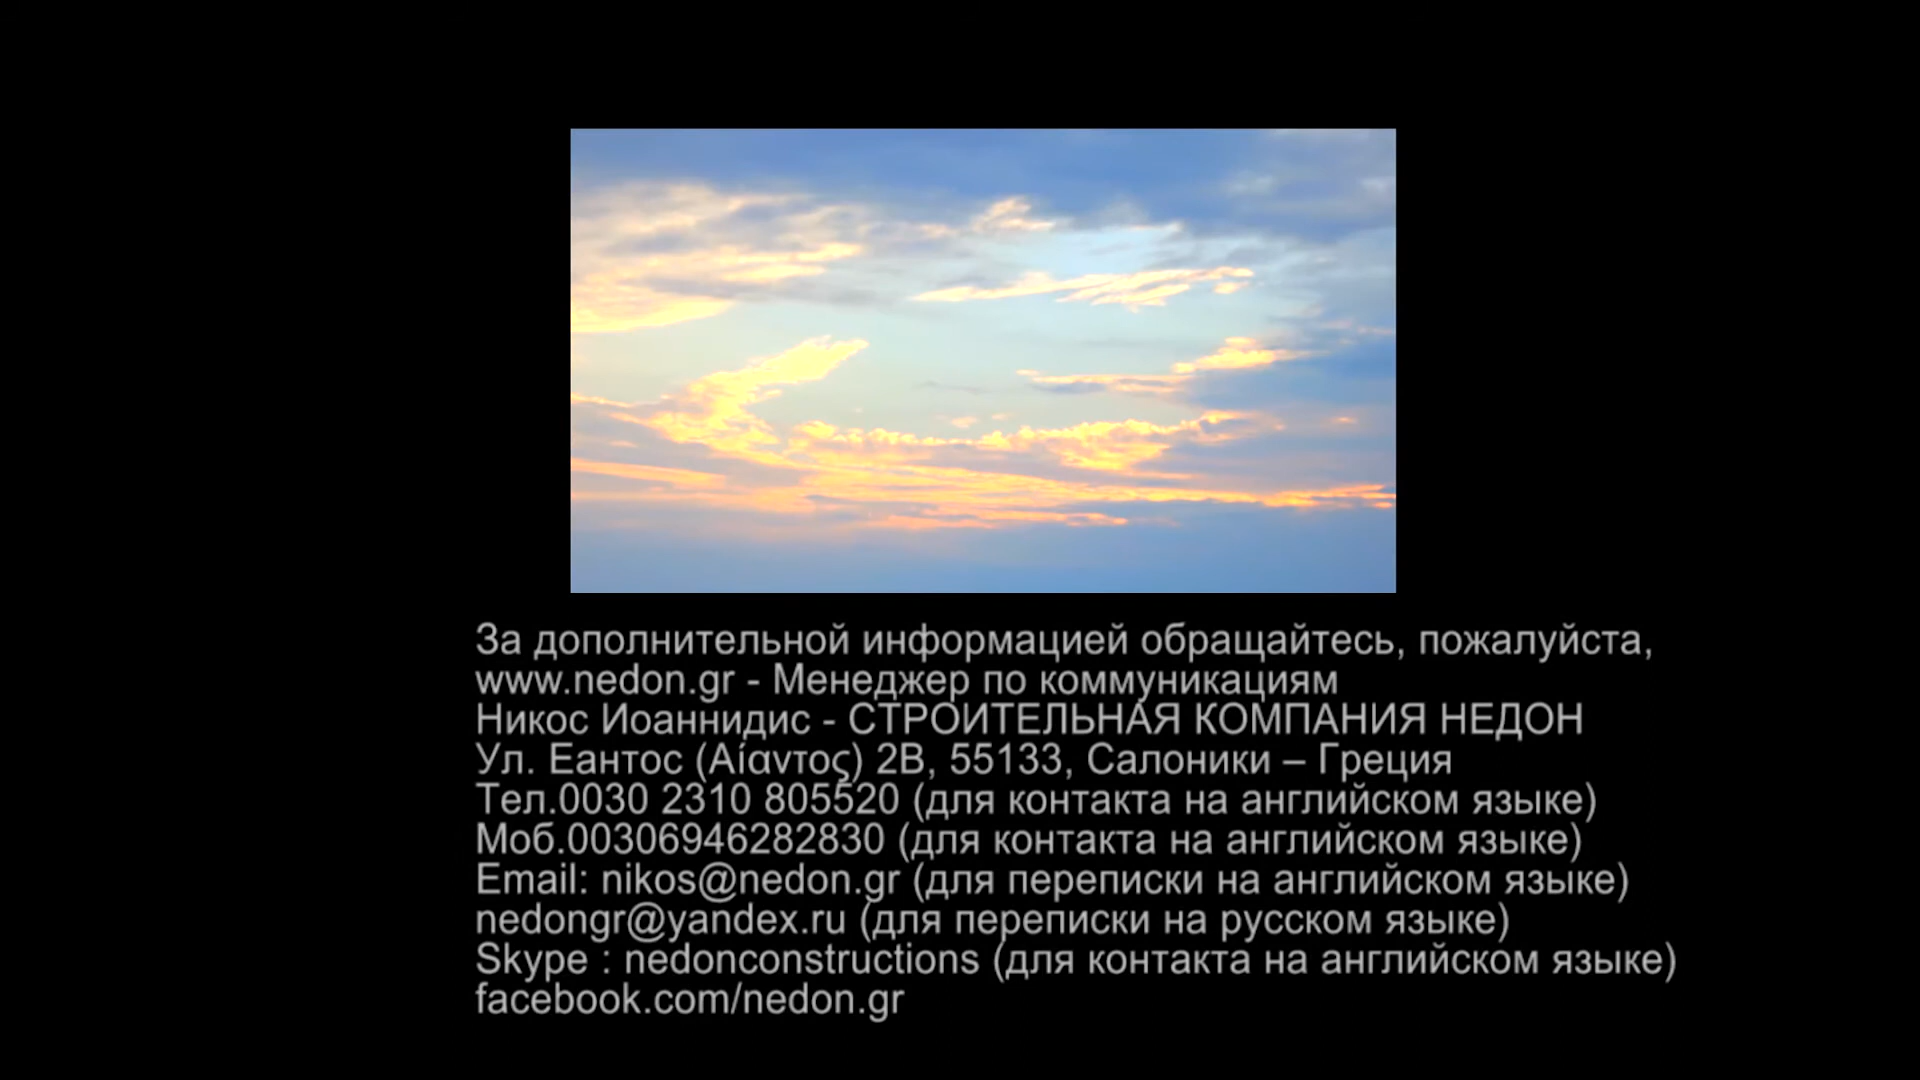 За дополнительной информацией обращайтесь, пожалуйста,
www.nedon.gr - Менеджер по коммуникациям
Никос Иоаннидис - СТРОИТЕЛЬНАЯ КОМПАНИЯ НЕДОН
Ул. Еантос (Αίαντος) 2В, 55133, Салоники – Греция
Тел.0030 2310 805520 (для контакта на английском языке)
Моб.00306946282830 (для контакта на английском языке)
Email: nikos@nedon.gr (для переписки на английском языке)
nedongr@yandex.ru (для переписки на русском языке)
Skype : nedonconstructions (для контакта на английском языке)
facebook.com/nedon.gr